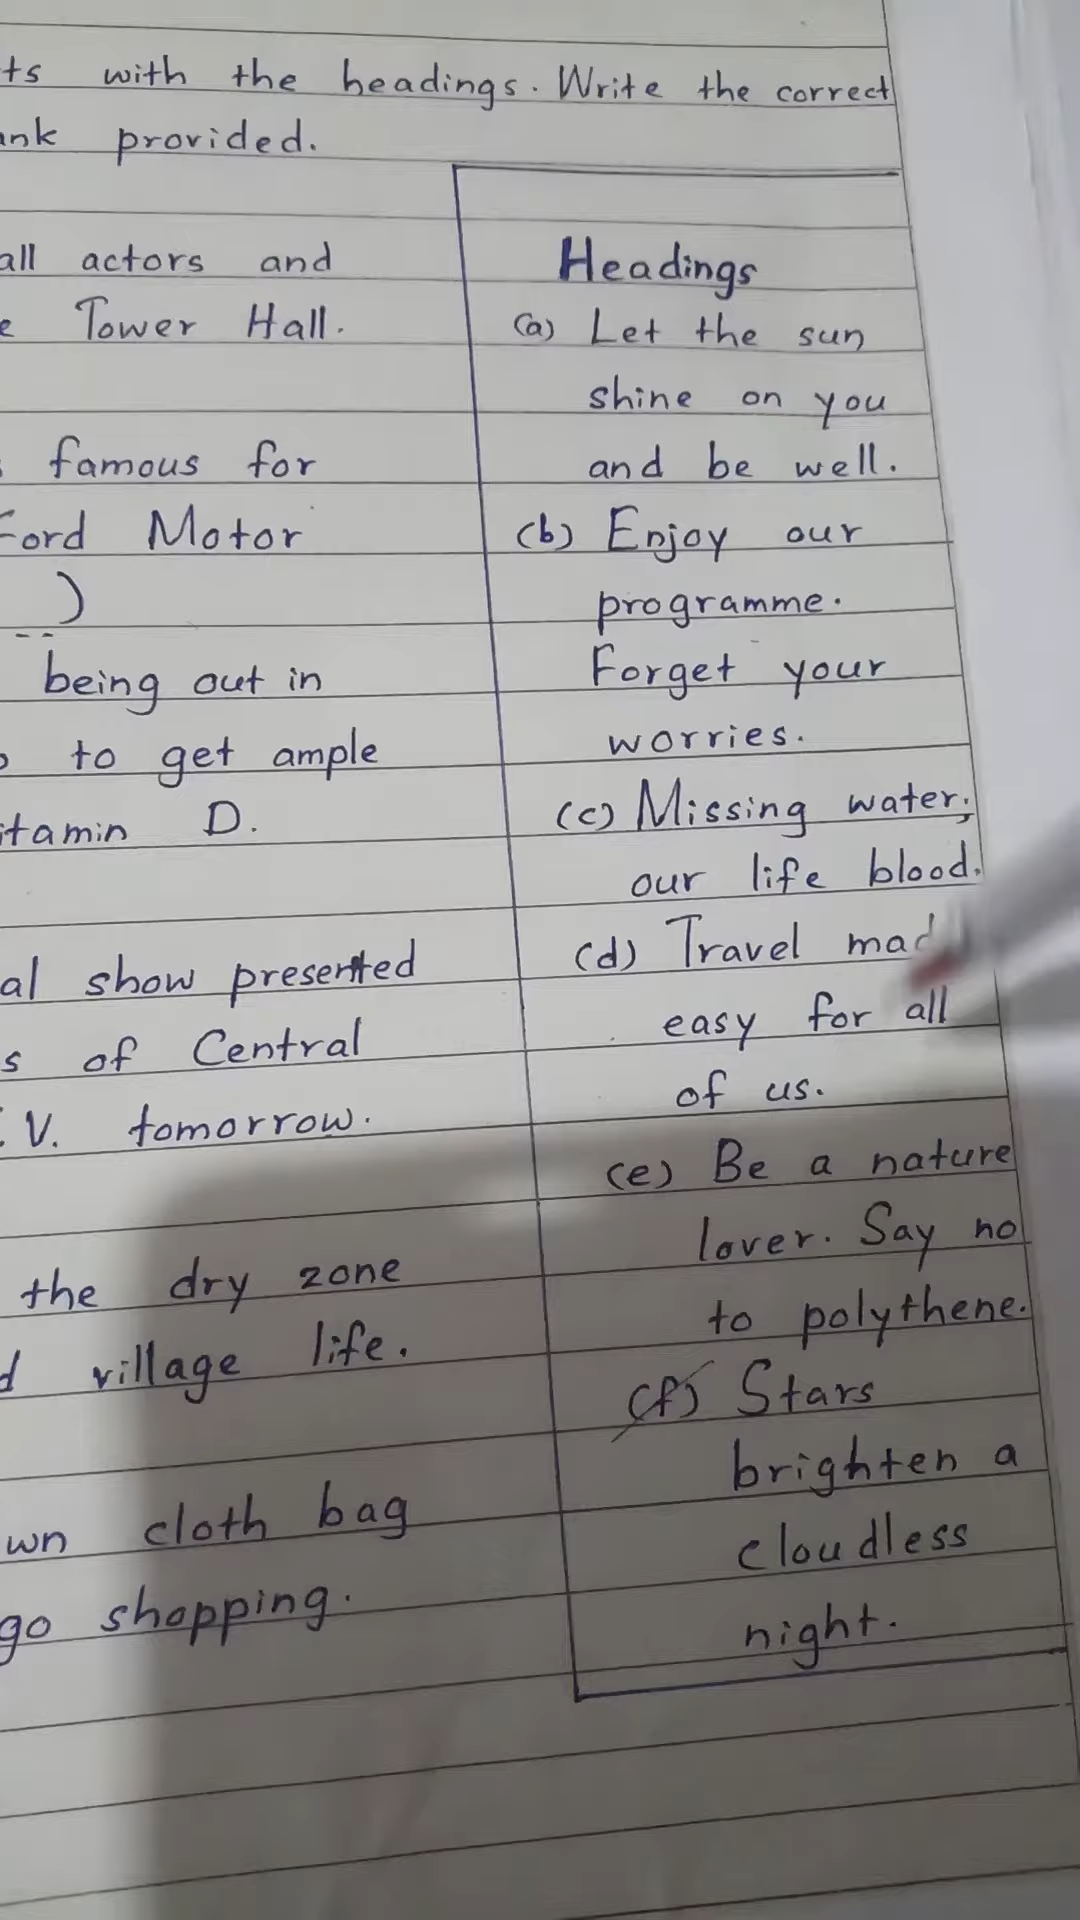 ts with the headings. Write the correct
ank provided.
all actors and
e Tower Hall.
famous for
Ford Motor
)
being out in
to get ample
itamin D.
al show presented
s of Central
.V. tomorrow.
the dry zone
d village life.
wn cloth bag
go shopping.
Headings
(a) Let the sun
shine on you
and be well.
(b) Enjoy our
programme.
Forget your
worries.
(c) Missing water,
our life blood.
(d) Travel mad
easy for all
of us.
(e) Be a nature
lover. Say no
to polythene.
(f) Stars
brighten a
cloudless
night.